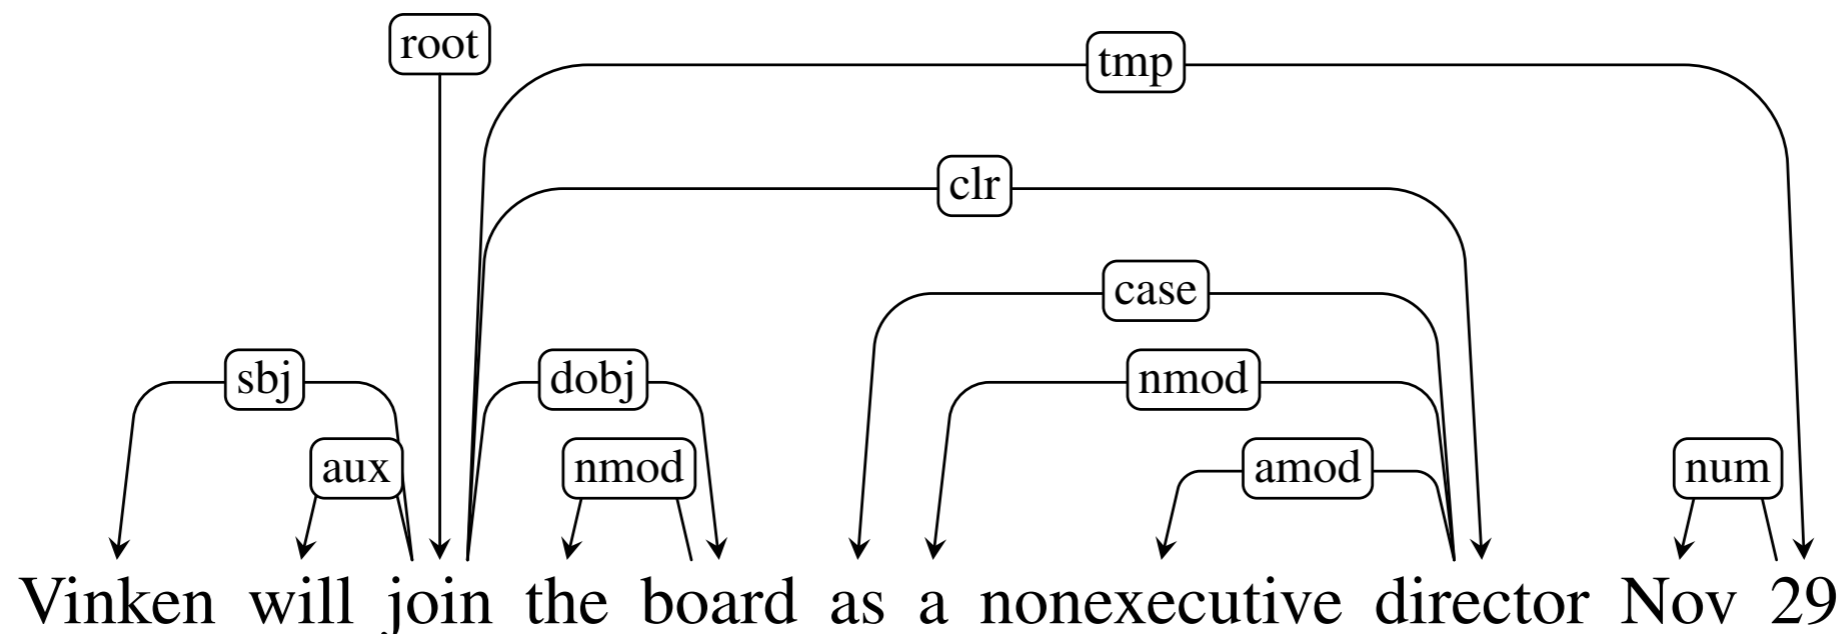 root
tmp
clr
case
sbj dobj nmod
aux nmod amod num
Vinken will join the board as a nonexecutive director Nov 29